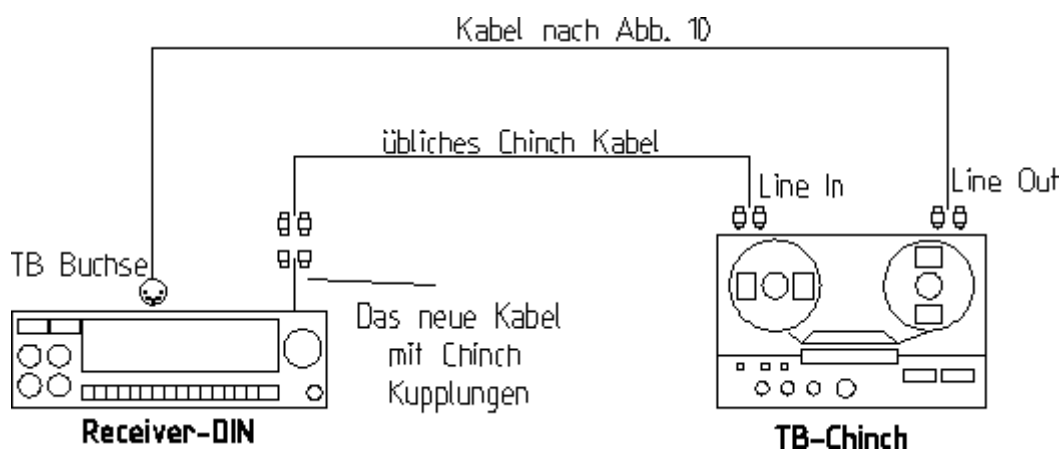 Kabel nach Abb. 10
übliches Chinch Kabel
Line In
Line Out
TB Buchse
Das neue Kabel
mit Chinch
Kupplungen
Receiver-DIN
TB-Chinch